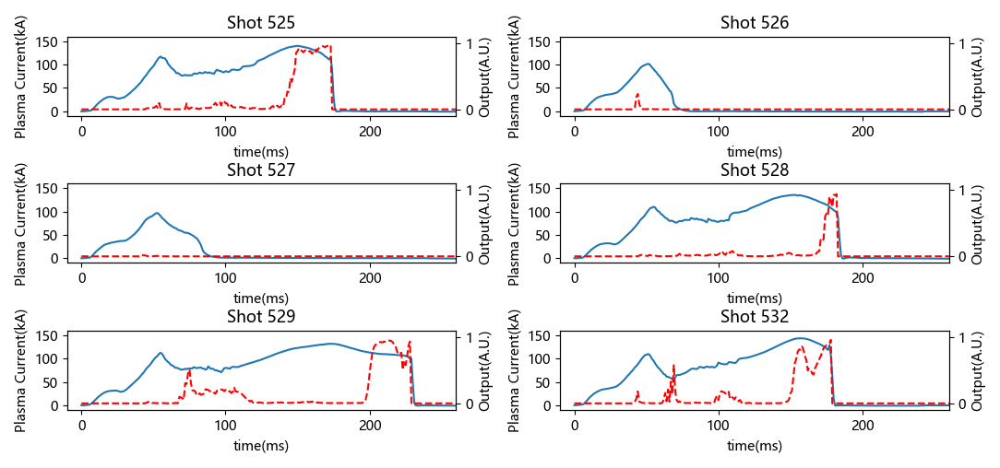 Shot 525
Shot 526
Plasma Current(kA)
150
100
50
0
1
0
Output(A.U.)
Plasma Current(kA)
150
100
50
0
1
0
Output(A.U.)
0
100
200
0
100
200
time(ms)
time(ms)
Shot 527
Shot 528
Plasma Current(kA)
150
100
50
0
1
0
Output(A.U.)
Plasma Current(kA)
150
100
50
0
1
0
Output(A.U.)
0
100
200
0
100
200
time(ms)
time(ms)
Shot 529
Shot 532
Plasma Current(kA)
150
100
50
0
1
0
Output(A.U.)
Plasma Current(kA)
150
100
50
0
1
0
Output(A.U.)
0
100
200
0
100
200
time(ms)
time(ms)